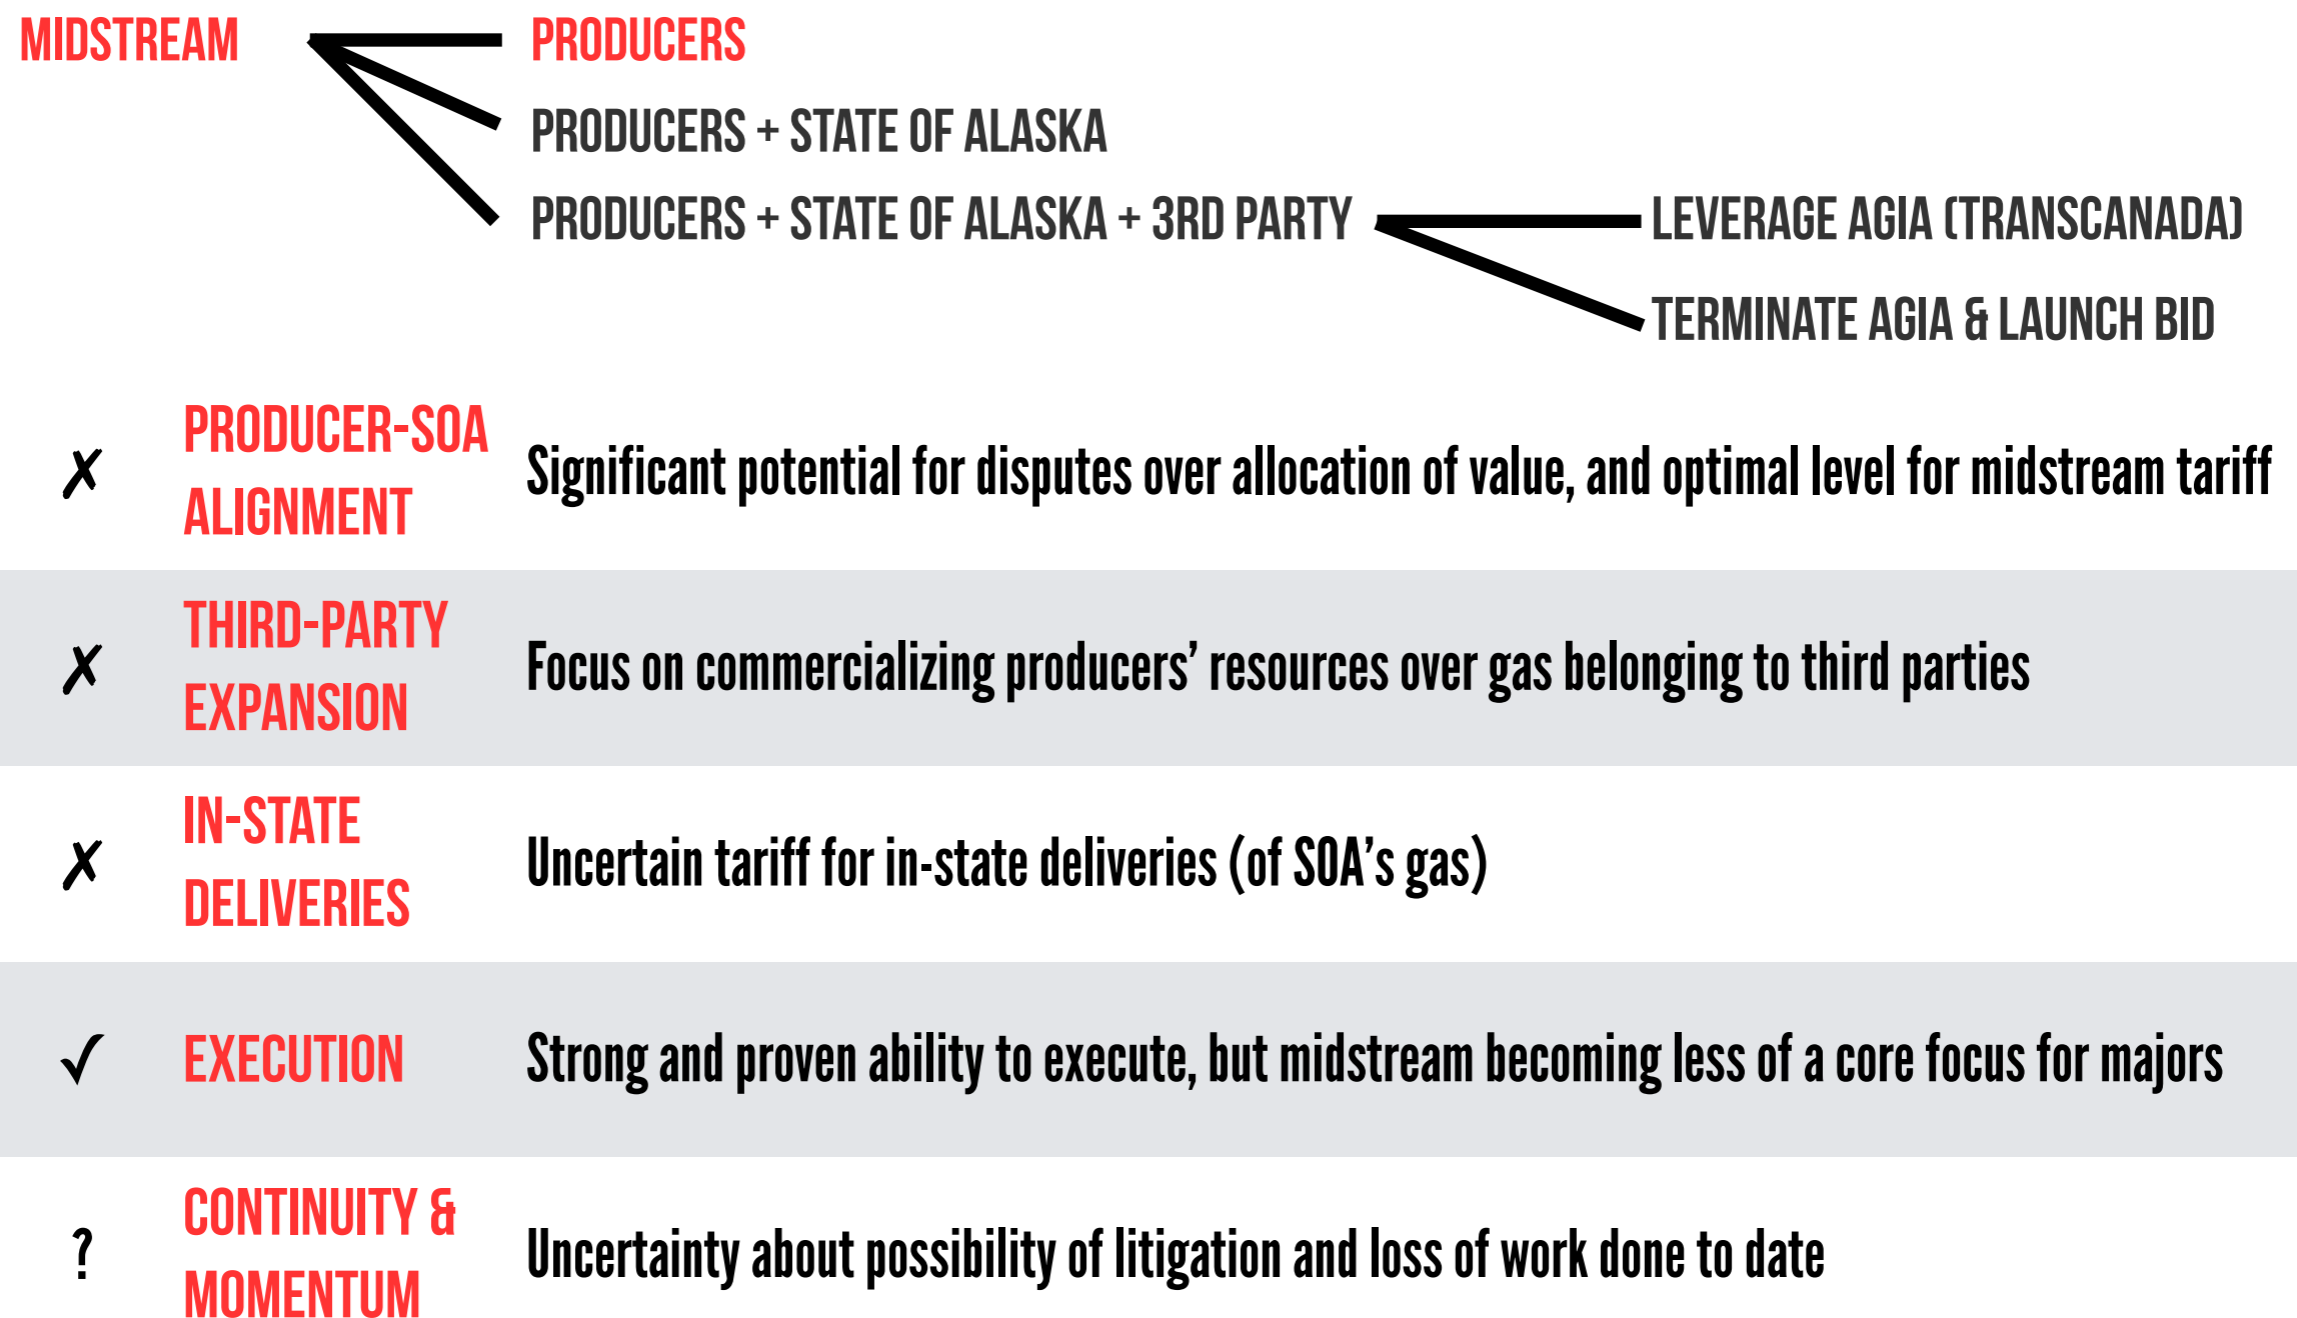 MIDSTREAM
PRODUCERS
PRODUCERS + STATE OF ALASKA
PRODUCERS + STATE OF ALASKA + 3RD PARTY
LEVERAGE AGIA (TRANSCANADA)
TERMINATE AGIA & LAUNCH BID
✗
PRODUCER-SOA
ALIGNMENT
Significant potential for disputes over allocation of value, and optimal level for midstream tariff
✗
THIRD-PARTY
EXPANSION
Focus on commercializing producers’ resources over gas belonging to third parties
✗
IN-STATE
DELIVERIES
Uncertain tariff for in-state deliveries (of SOA’s gas)
✓
EXECUTION
Strong and proven ability to execute, but midstream becoming less of a core focus for majors
?
CONTINUITY &
MOMENTUM
Uncertainty about possibility of litigation and loss of work done to date